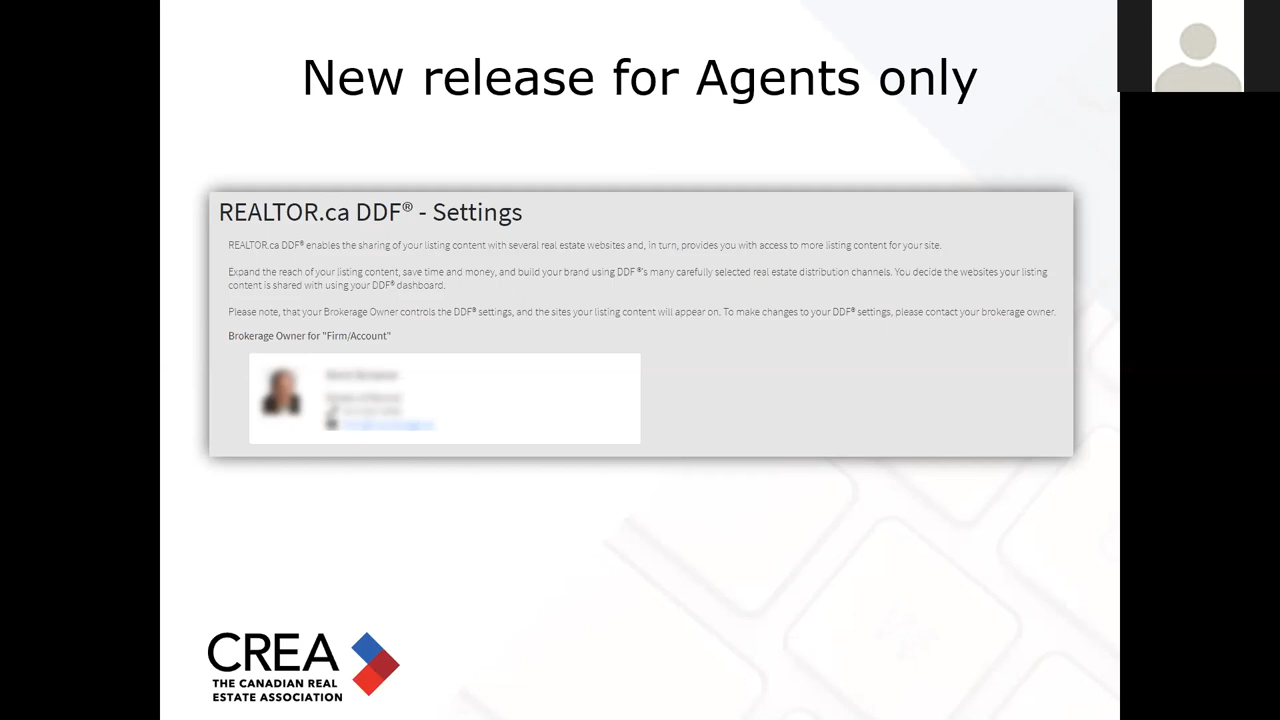 New release for Agents only
REALTOR.ca DDF® - Settings
REALTOR.ca DDF® enables the sharing of your listing content with several real estate websites and, in turn, provides you with access to more listing content for your site.
Expand the reach of your listing content, save time and money, and build your brand using DDF®'s many carefully selected real estate distribution channels. You decide the websites your listing
content is shared with using your DDF® dashboard.
Please note, that your Brokerage Owner controls the DDF® settings, and the sites your listing content will appear on. To make changes to your DDF® settings, please contact your brokerage owner.
Brokerage Owner for "Firm/Account"
CREA
THE CANADIAN REAL
ESTATE ASSOCIATION